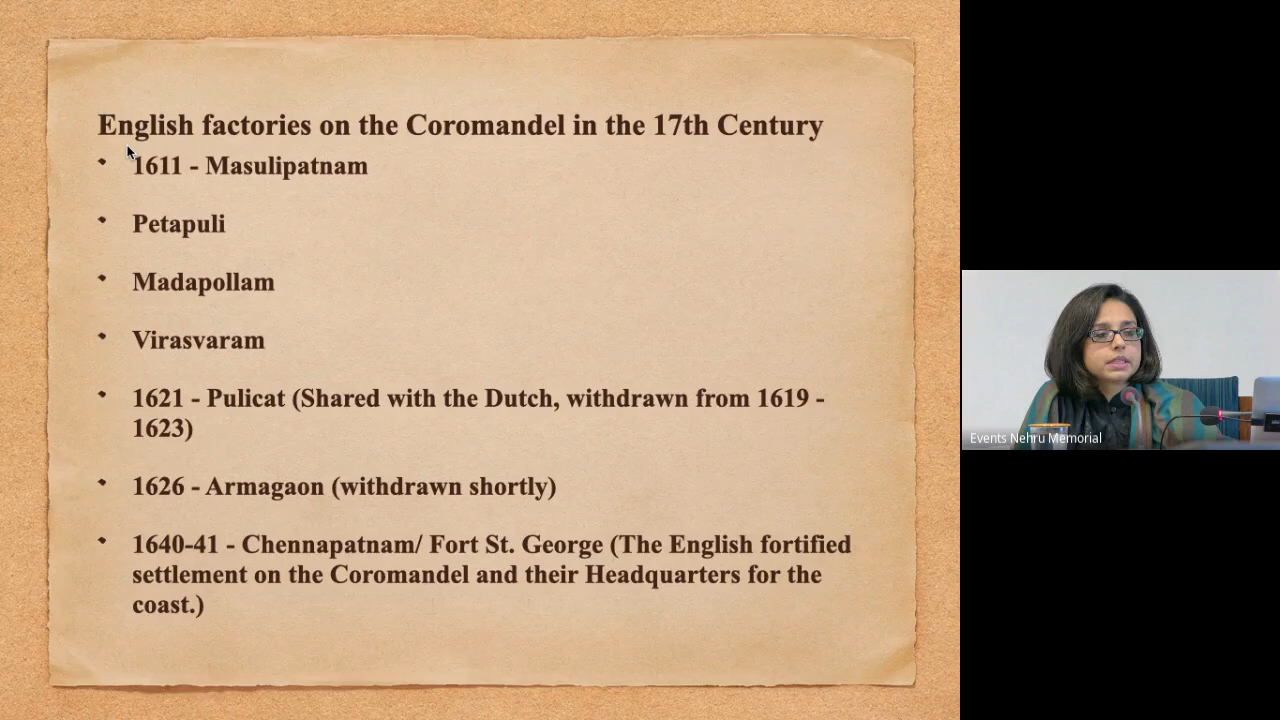 English factories on the Coromandel in the 17th Century
1611 - Masulipatnam
Petapuli
Madapollam
Virasvaram
1621 - Pulicat (Shared with the Dutch, withdrawn from 1619 -
1623)
1626 - Armagaon (withdrawn shortly)
1640-41 - Chennapatnam/ Fort St. George (The English fortified
settlement on the Coromandel and their Headquarters for the
coast.)
Events Nehru Memorial